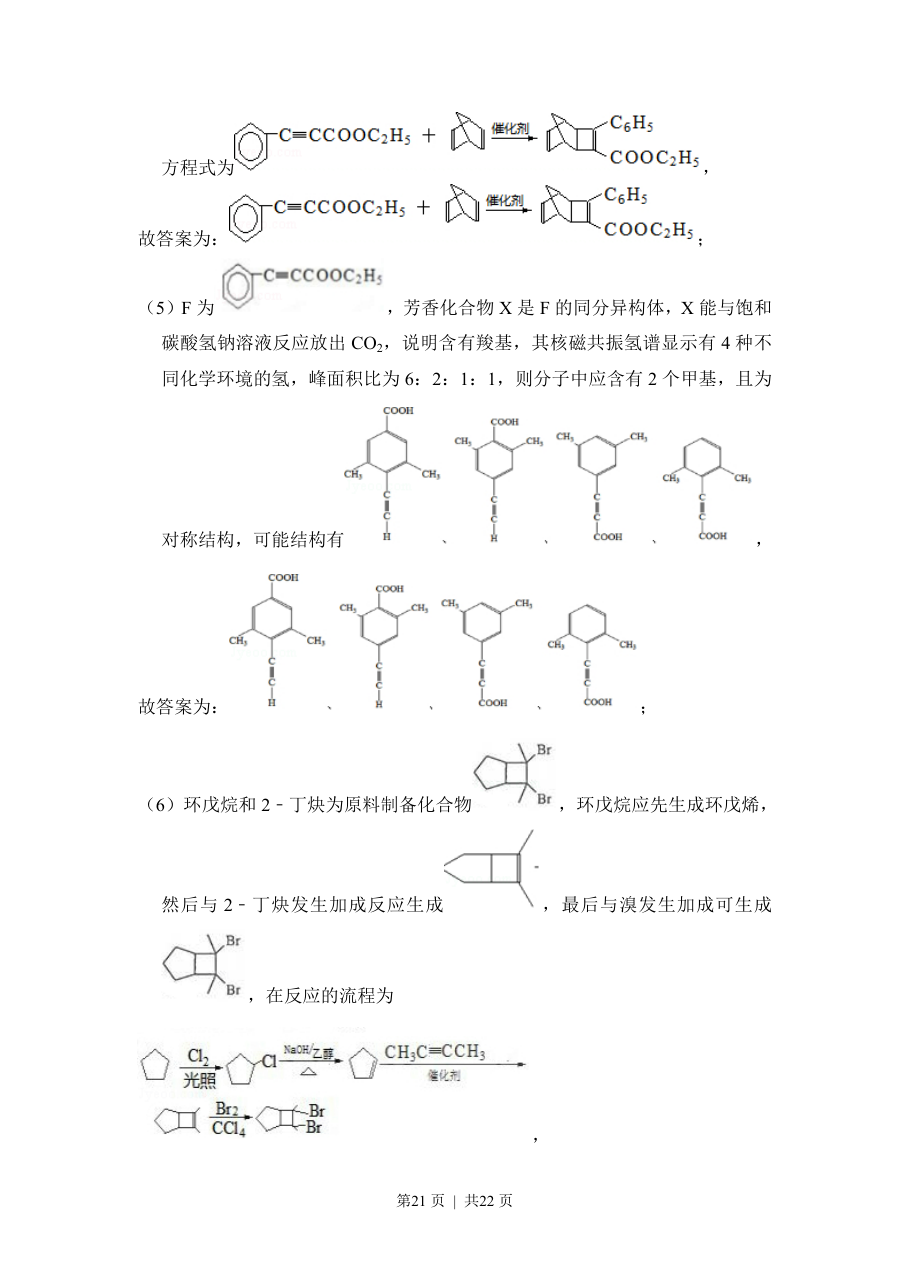 C≡CCOOC2H5 + 催化剂 C6H5 COOC2H5
方程式为 ，
C≡CCOOC2H5 + 催化剂 C6H5 COOC2H5
故答案为： ；
C≡CCOOC2H5
（5）F 为 ，芳香化合物 X 是 F 的同分异构体，X 能与饱和
碳酸氢钠溶液反应放出 CO2，说明含有羧基，其核磁共振氢谱显示有 4 种不
同化学环境的氢，峰面积比为 6：2：1：1，则分子中应含有 2 个甲基，且为
COOH CH3 CH3 C≡C H COOH CH3 CH3 C≡C H CH3 CH3 C≡C COOH CH3 CH3 C≡C COOH
对称结构，可能结构有 、 、 、 ，
COOH CH3 CH3 C≡C H COOH CH3 CH3 C≡C H CH3 CH3 C≡C COOH CH3 CH3 C≡C COOH
故答案为： 、 、 、 ；
Br Br
（6）环戊烷和 2﹣丁炔为原料制备化合物 ，环戊烷应先生成环戊烯，
然后与 2﹣丁炔发生加成反应生成 ，最后与溴发生加成可生成
Br Br
，在反应的流程为
Cl2 光照 Cl NaOH/乙醇 △ CH3C≡CCH3 催化剂
Br2 CCl4 Br Br
，
第21 页 | 共22 页